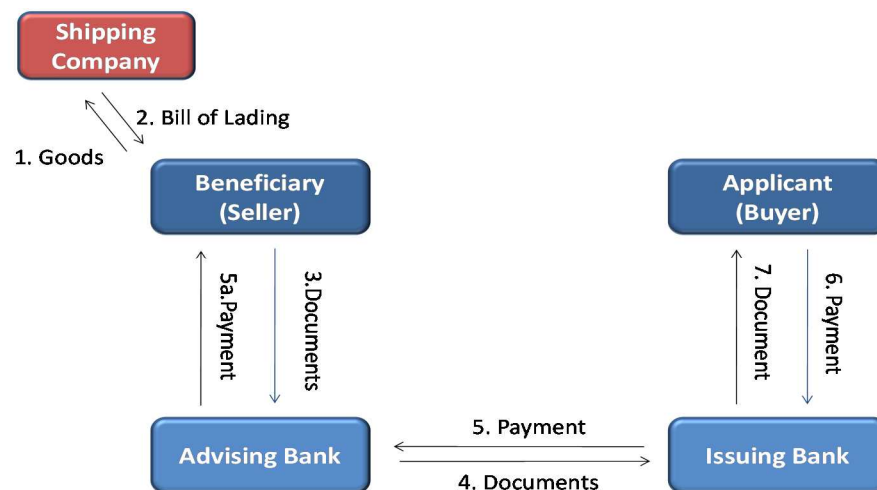 Shipping
Company
2. Bill of Lading
1. Goods
Beneficiary
(Seller)
Applicant
(Buyer)
5a.Payment
3.Documents
7. Document
6. Payment
5. Payment
Advising Bank
Issuing Bank
4. Documents